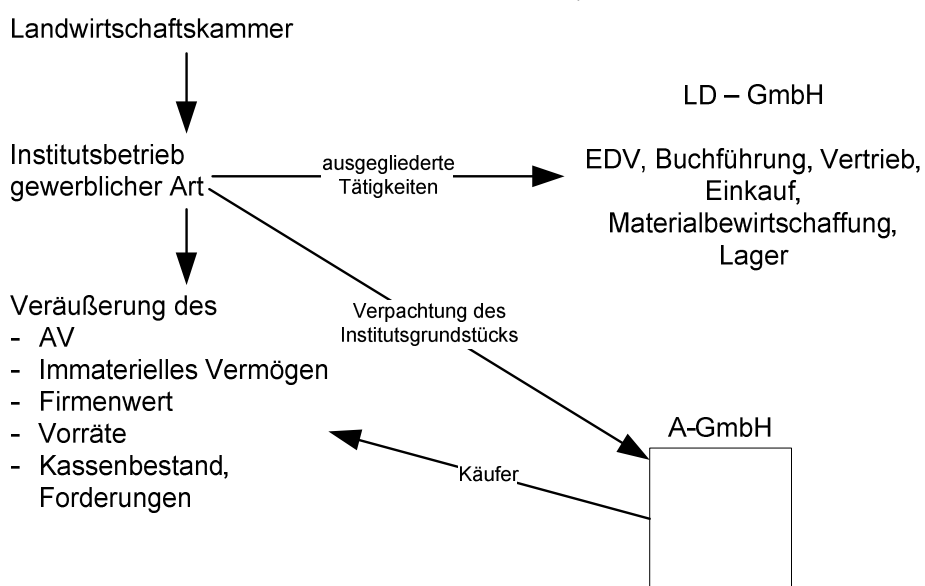 Landwirtschaftskammer
LD – GmbH
Institutsbetrieb
gewerblicher Art
ausgegliederte
Tätigkeiten
EDV, Buchführung, Vertrieb,
Einkauf,
Materialbewirtschaffung,
Lager
Veräußerung des
- AV
- Immaterielles Vermögen
- Firmenwert
- Vorräte
- Kassenbestand,
Forderungen
Verpachtung des
Institutsgrundstücks
A-GmbH
Käufer